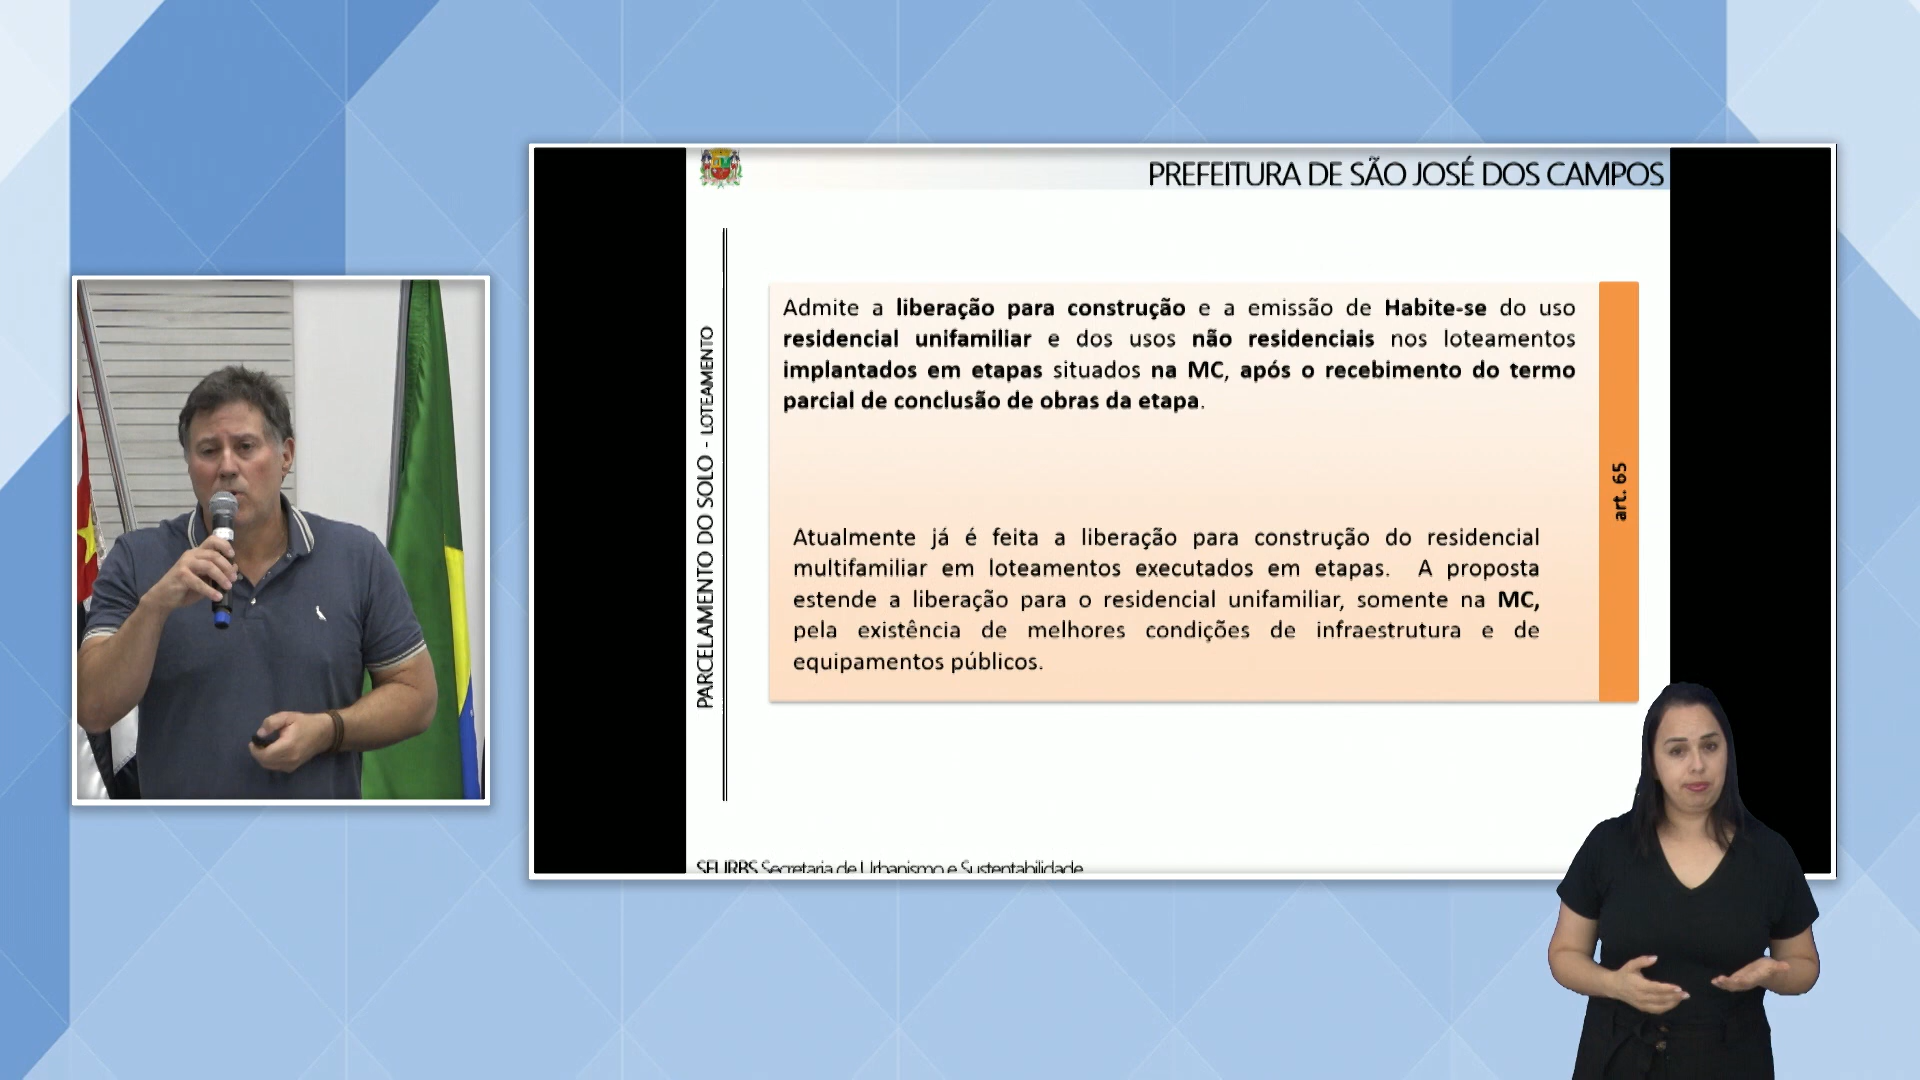 PREFEITURA DE SÃO JOSÉ DOS CAMPOS
PARCELAMENTO DO SOLO - LOTEAMENTO
Admite a liberação para construção e a emissão de Habite-se do uso
residencial unifamiliar e dos usos não residenciais nos loteamentos
implantados em etapas situados na MC, após o recebimento do termo
parcial de conclusão de obras da etapa.
art. 65
Atualmente já é feita a liberação para construção do residencial
multifamiliar em loteamentos executados em etapas. A proposta
estende a liberação para o residencial unifamiliar, somente na MC,
pela existência de melhores condições de infraestrutura e de
equipamentos públicos.
SEURBS Secretaria de Urbanismo e Sustentabilidade